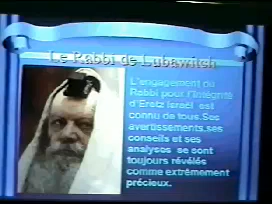 Le Rabbi de Lubawitch
L'engagement du
Rabbi pour l'Intégrité
d'Eretz Israël est
connu de tous.Ses
avertissements,ses
conseils et ses
analyses se sont
toujours révélés
comme extrêmement
précieux.